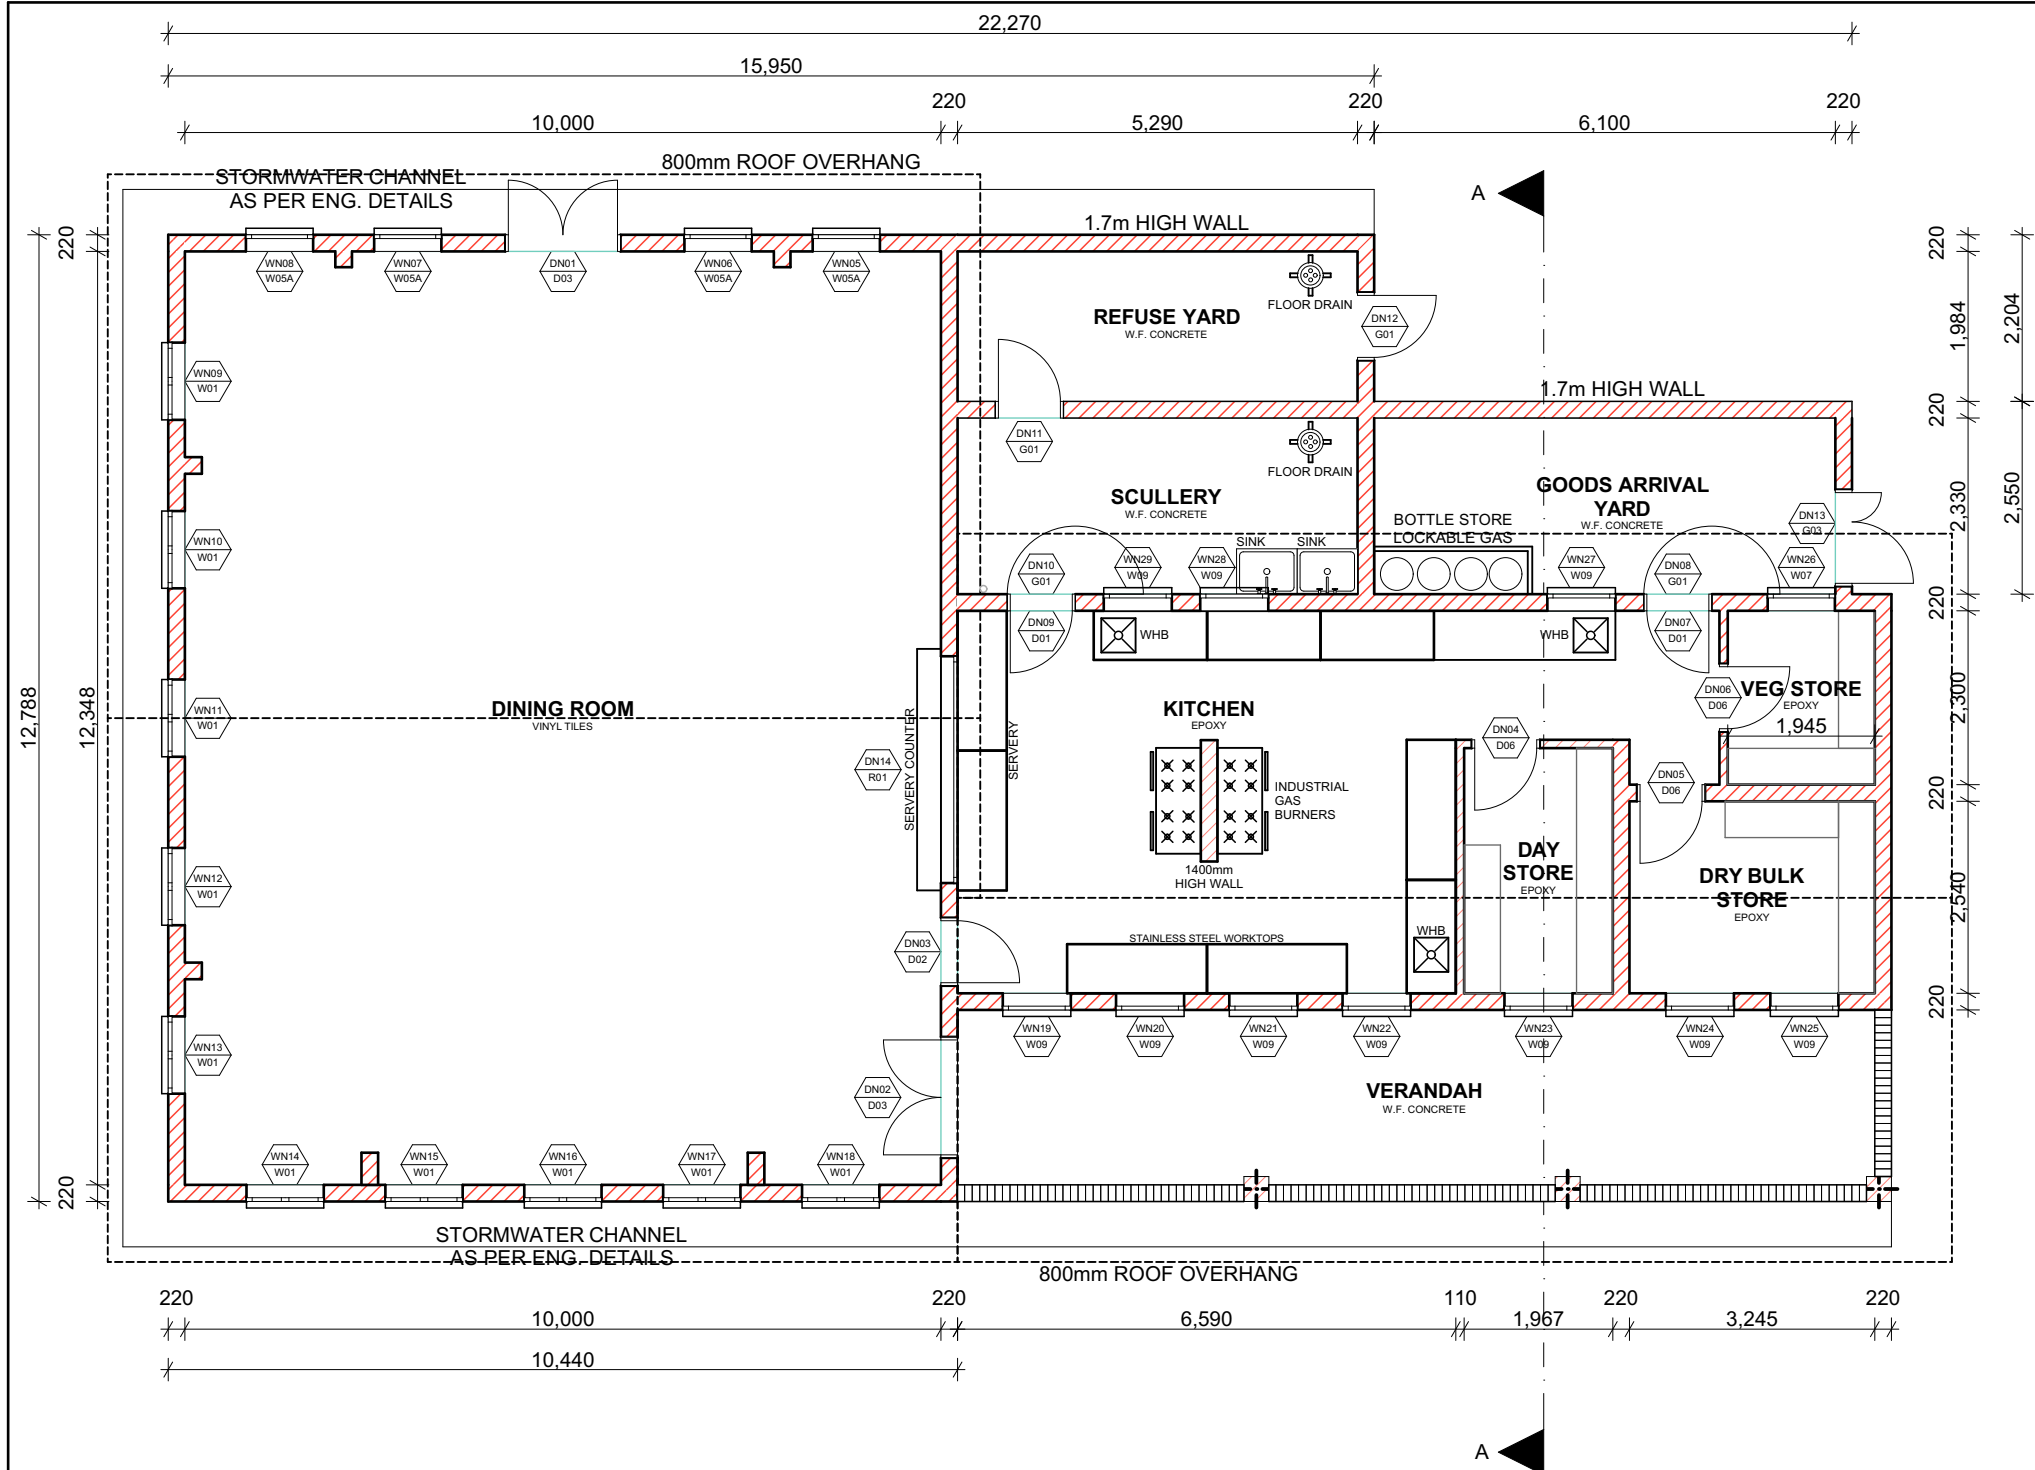 22,270
15,950
220
220
220
10,000
5,290
6,100
800mm ROOF OVERHANG
STORMWATER CHANNEL
AS PER ENG. DETAILS
A
1.7m HIGH WALL
220
220
WN08
W05A
WN07
W05A
DN01
D03
WN06
W05A
WN05
W05A
FLOOR DRAIN
REFUSE YARD
W.F. CONCRETE
DN12
G01
1,984
2,204
WN09
W01
1.7m HIGH WALL
220
DN11
G01
FLOOR DRAIN
SCULLERY
W.F. CONCRETE
GOODS ARRIVAL
YARD
W.F. CONCRETE
BOTTLE STORE
LOCKABLE GAS
DN13
G03
2,330
2,550
WN10
W01
SINK
SINK
DN10
G01
WN29
W09
WN28
W09
WN27
W09
DN08
G01
WN26
W07
220
DN09
D01
WHB
WHB
DN07
D01
12,788
12,348
WN11
W01
DINING ROOM
VINYL TILES
SERVERY COUNTER
SERVERY
KITCHEN
EPOXY
DN06
D06
VEG STORE
EPOXY
1,945
2,300
DN04
D06
DN14
R01
INDUSTRIAL
GAS
BURNERS
DN05
D06
220
1400mm
HIGH WALL
DAY
STORE
EPOXY
DRY BULK
STORE
EPOXY
2,540
WN12
W01
DN03
D02
STAINLESS STEEL WORKTOPS
WHB
220
WN13
W01
WN19
W09
WN20
W09
WN21
W09
WN22
W09
WN23
W09
WN24
W09
WN25
W09
DN02
D03
VERANDAH
W.F. CONCRETE
WN14
W01
WN15
W01
WN16
W01
WN17
W01
WN18
W01
220
STORMWATER CHANNEL
AS PER ENG. DETAILS
800mm ROOF OVERHANG
220
220
110
220
220
10,000
6,590
1,967
3,245
10,440
A